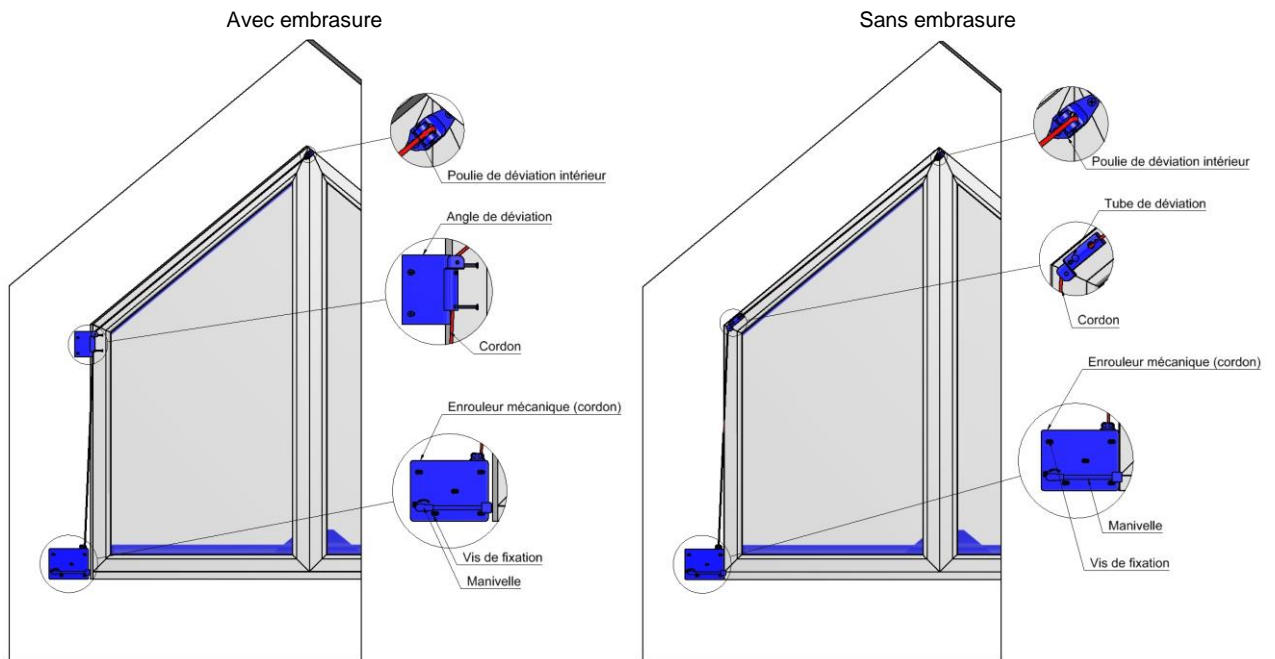 Avec embrasure
Poulie de déviation intérieur
Angle de déviation
Cordon
Enrouleur mécanique (cordon)
Vis de fixation
Manivelle
Sans embrasure
Poulie de déviation intérieur
Tube de déviation
Cordon
Enrouleur mécanique (cordon)
Manivelle
Vis de fixation